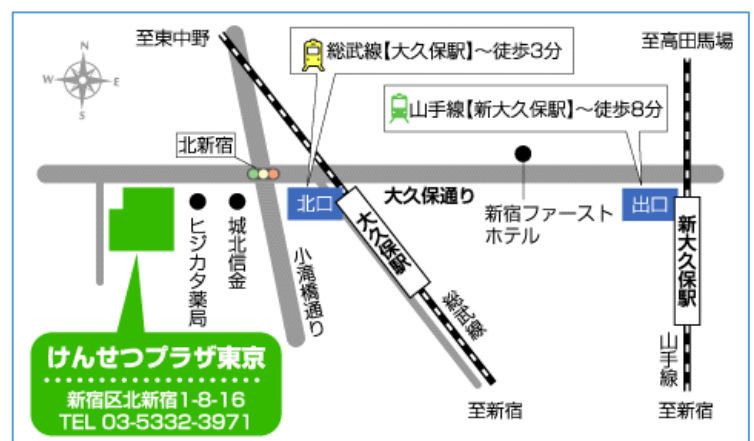 至東中野
総武線【大久保駅】～徒歩3分
至高田馬場
N
W
E
S
山手線【新大久保駅】～徒歩8分
北新宿
北口
大久保通り
新宿ファースト
ホテル
出口
大久保駅
新大久保駅
ヒジカタ薬局
城北信金
小滝橋通り
総武線
山手線
けんせつプラザ東京
新宿区北新宿1-8-16
TEL 03-5332-3971
至新宿
至新宿